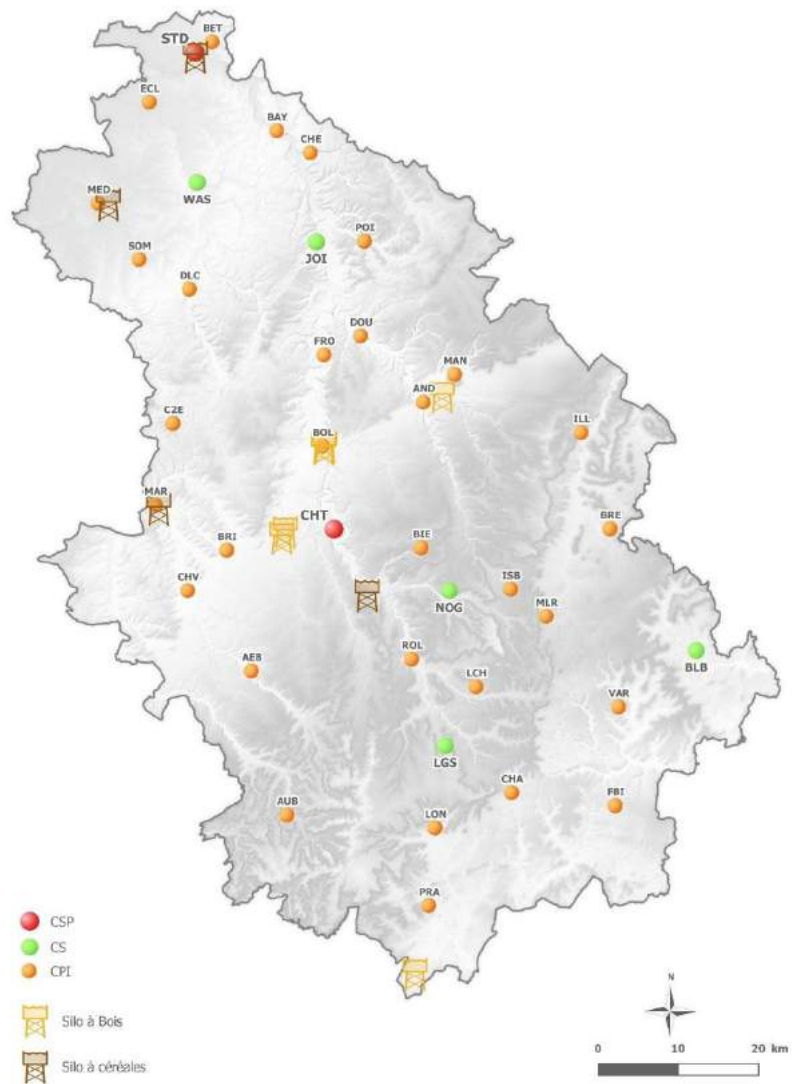 BET
STD
ECL
BAY
CHE
MED
WAS
POI
SOM
JOI
DLC
DOU
FRO
MAN
AND
C2E
BOL
ILL
MAR
CHT
BRE
BRI
BIE
CHV
NOG
ISB
MLR
ROL
AEB
LCH
BLB
VAR
LGS
CHA
FBI
AUB
LON
PRA
CSP
CS
CPI
N
Silo à Bois
0 10 20 km
Silo à céréales